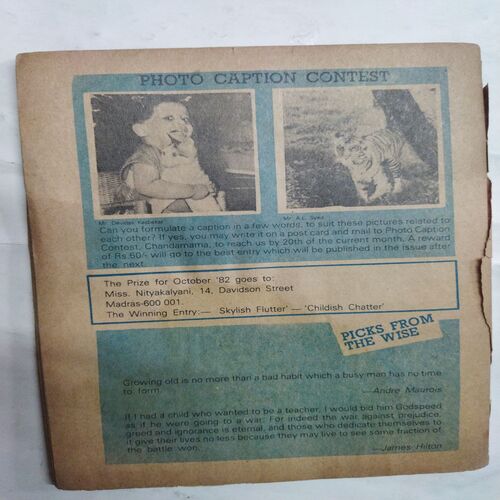 PHOTO CAPTION CONTEST
Mr. Devidas Kasbekar
Mr. A.L. Syed
Can you formulate a caption in a few words, to suit these pictures related to
each other? If yes, you may write it on a post card and mail to Photo Caption
Contest, Chandamama, to reach us by 20th of the current month. A reward
of Rs.50/- will go to the best entry which will be published in the issue after
the next.
The Prize for October '82 goes to:
Miss. Nityakalyani, 14, Davidson Street
Madras-600 001.
The Winning Entry:— 'Skylish Flutter' — 'Childish Chatter'
PICKS FROM
THE WISE
Growing old is no more than a bad habit which a busy man has no time
to form.
—Andre Maurois
If I had a child who wanted to be a teacher, I would bid him Godspeed
as if he were going to a war. For indeed the war against prejudice,
greed and ignorance is eternal, and those who dedicate themselves to
it give their lives no less because they may live to see some fraction of
the battle won.
—James Hilton